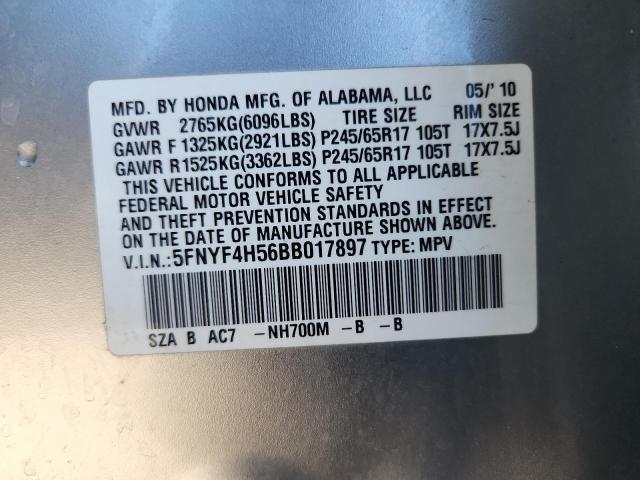 MFD. BY HONDA MFG. OF ALABAMA, LLC 05/'10
GVWR 2765KG(6096LBS) TIRE SIZE RIM SIZE
GAWR F 1325KG(2921LBS) P245/65R17 105T 17X7.5J
GAWR R 1525KG(3362LBS) P245/65R17 105T 17X7.5J
THIS VEHICLE CONFORMS TO ALL APPLICABLE
FEDERAL MOTOR VEHICLE SAFETY
AND THEFT PREVENTION STANDARDS IN EFFECT
ON THE DATE OF MANUFACTURE SHOWN ABOVE.
V.I.N.:5FNYF4H56BB017897 TYPE: MPV
SZA B AC7 -NH700M -B -B